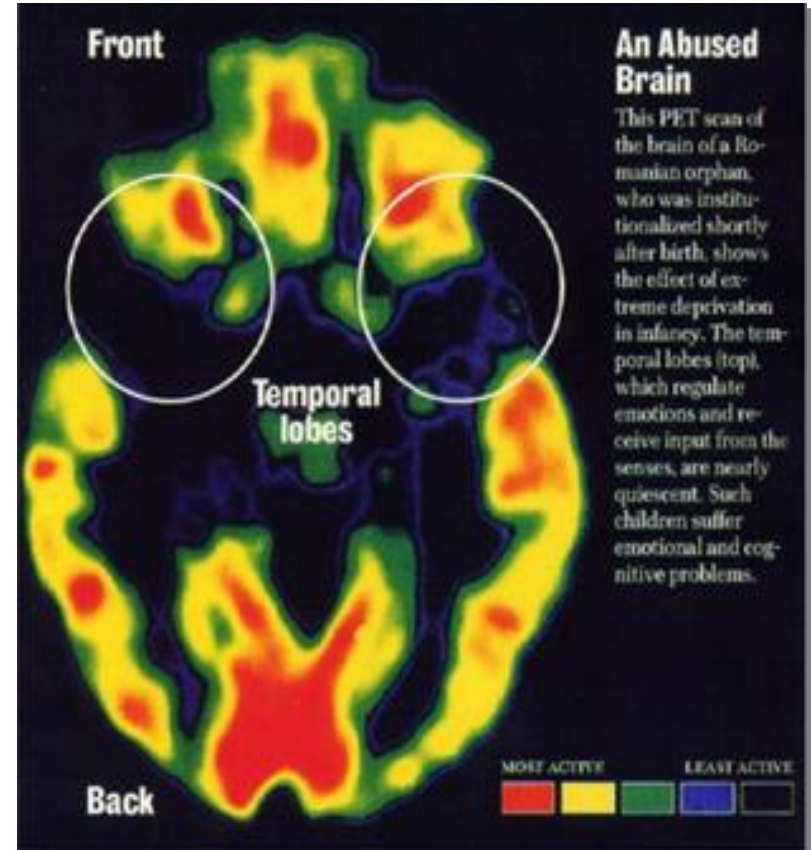 Front
An Abused
Brain
This PET scan of
the brain of a Ro-
manian orphan,
who was institu-
tionalized shortly
after birth, shows
the effect of ex-
treme deprivation
in infancy. The tem-
poral lobes (top),
which regulate
emotions and re-
ceive input from the
senses, are nearly
quiescent. Such
children suffer
emotional and cog-
nitive problems.
Temporal
lobes
MOST ACTIVE LEAST ACTIVE
Back